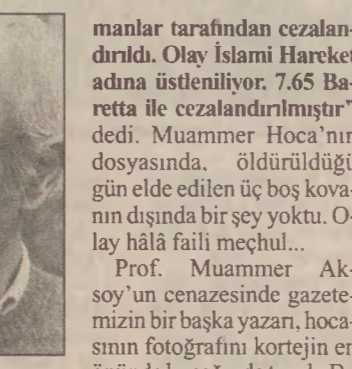 manlar tarafından cezalan-
dırıldı. Olay İslami Hareket
adına üstleniliyor. 7.65 Ba-
retta ile cezalandırılmıştır"
dedi. Muammer Hoca'nın
dosyasında, öldürüldüğü
gün elde edilen üç boş kova-
nın dışında bir şey yoktu. O-
lay hâlâ faili meçhul...
Prof. Muammer Ak-
soy'un cenazesinde gazete-
mizin bir başka yazarı, hoca-
sının fotoğrafını kortejin en